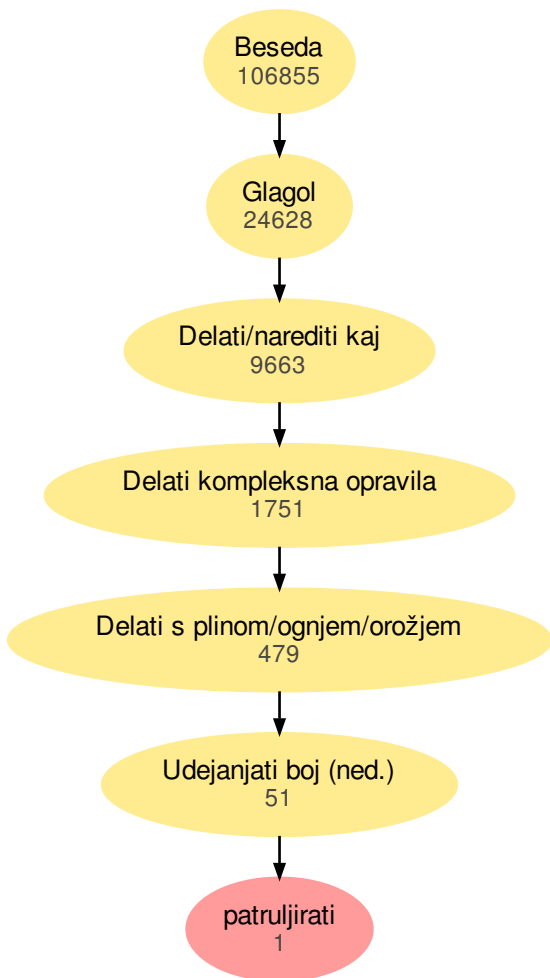 Beseda
106855
Glagol
24628
Delati/narediti kaj
9663
Delati kompleksna opravila
1751
Delati s plinom/ognjem/orožjem
479
Udejanjati boj (ned.)
51
patruljirati
1